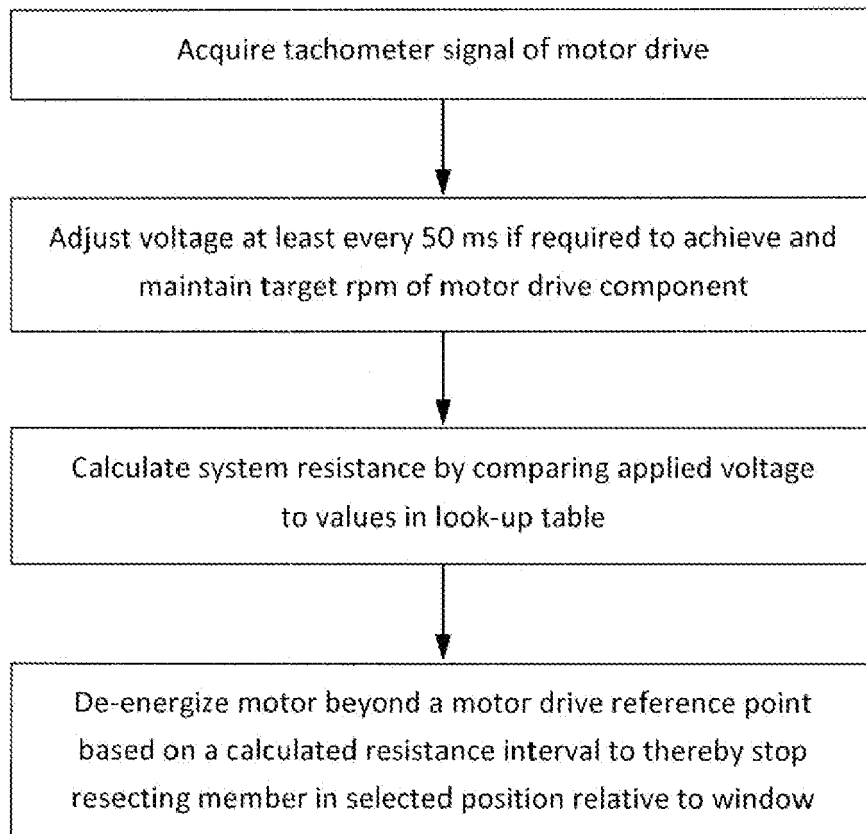 Acquire tachometer signal of motor drive
Adjust voltage at least every 50 ms if required to achieve and
maintain target rpm of motor drive component
Calculate system resistance by comparing applied voltage
to values in look-up table
De-energize motor beyond a motor drive reference point
based on a calculated resistance interval to thereby stop
resecting member in selected position relative to window